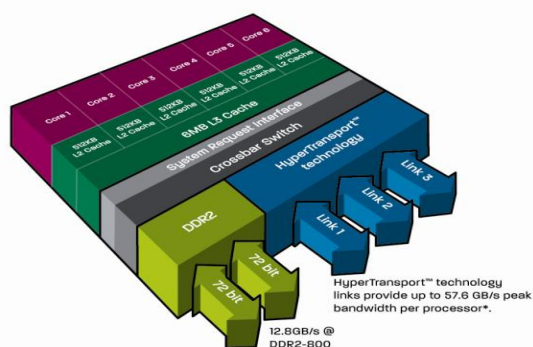 Core 1
Core 2
Core 3
Core 4
Core 5
Core 6
512KB
L2 Cache
512KB
L2 Cache
512KB
L2 Cache
512KB
L2 Cache
512KB
L2 Cache
512KB
L2 Cache
6MB L3 Cache
System Request Interface
Crossbar Switch
DDR2
HyperTransport™
technology
Link 1
Link 2
Link 3
72 bit
72 bit
HyperTransport™ technology
links provide up to 57.6 GB/s peak
bandwidth per processor*.
12.8GB/s @
DDR2-800